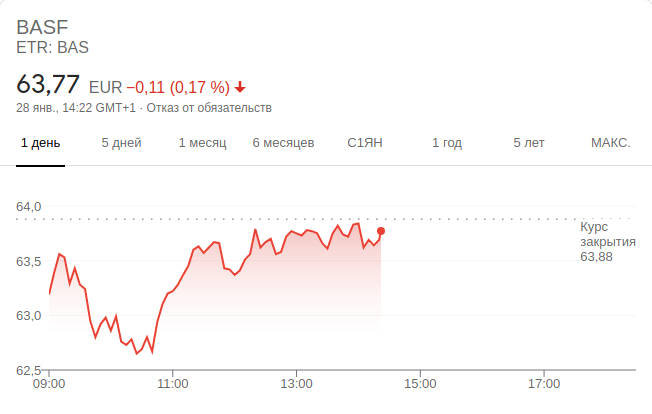 BASF
ETR: BAS
63,77 EUR −0,11 (0,17 %)
28 янв., 14:22 GMT+1 · Отказ от обязательств
1 день 5 дней 1 месяц 6 месяцев С1ЯН 1 год 5 лет МАКС.
64,0
Курс
закрытия
63,88
63,5
63,0
62,5
09:00 11:00 13:00 15:00 17:00